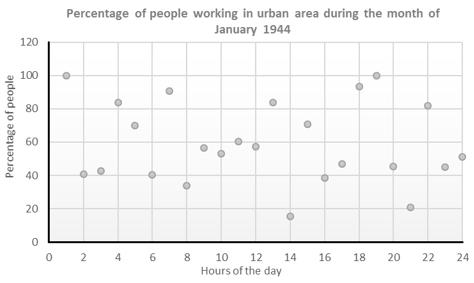 Percentage of people working in urban area during the month of
January 1944
120
100
80
60
40
20
0
Percentage of people
0 2 4 6 8 10 12 14 16 18 20 22 24
Hours of the day